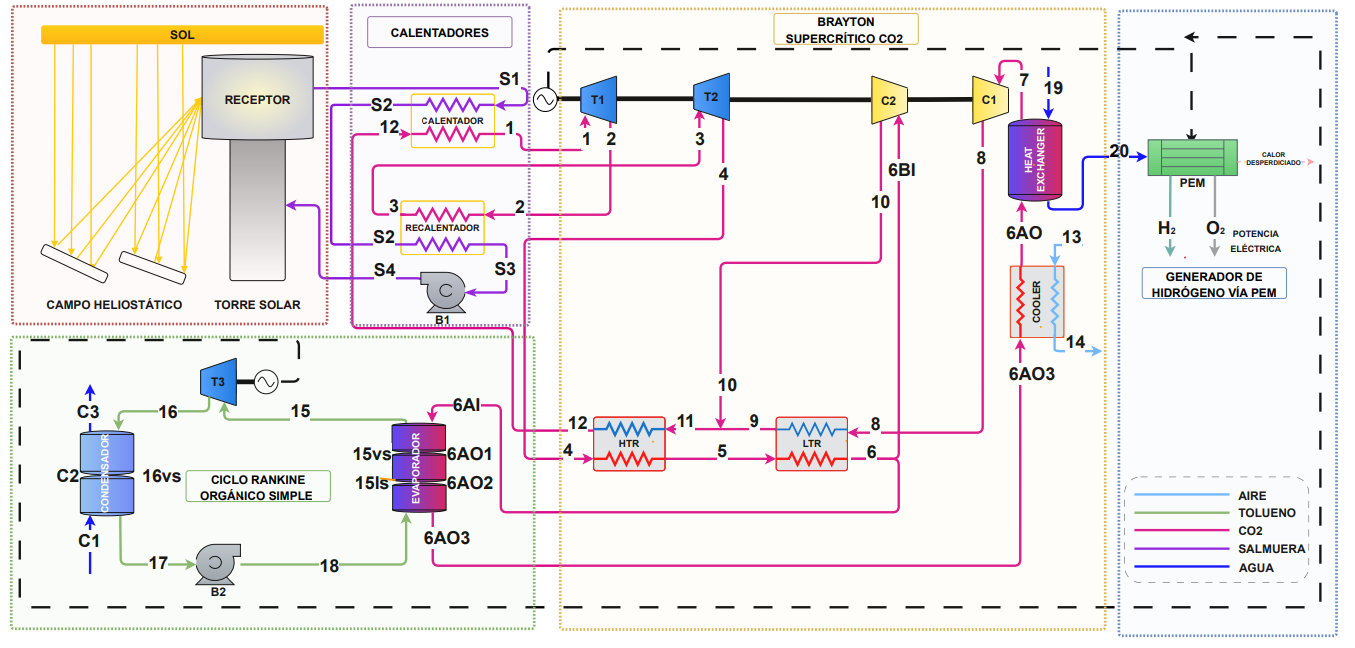 SOL
RECEPTOR
CAMPO HELIOSTÁTICO
TORRE SOLAR
CALENTADORES
S1
S2
CALENTADOR
12
1
3
2
RECALENTADOR
S2
S3
S4
B1
BRAYTON
SUPERCRÍTICO CO2
T1
T2
C2
C1
1
2
3
4
10
6BI
8
7
19
HEAT
EXCHANGER
20
6AO
13
COOLER
14
6AO3
10
12
11
9
8
HTR
LTR
4
5
6
PEM
CALOR
DESPERDICIADO
H2
O2
POTENCIA
ELÉCTRICA
GENERADOR DE
HIDRÓGENO VÍA PEM
T3
16
15
6AI
C3
CONDENSADOR
C2
16vs
C1
CICLO RANKINE
ORGÁNICO SIMPLE
15vs
15ls
EVAPORADOR
6AO1
6AO2
6AO3
17
18
B2
AIRE
TOLUENO
CO2
SALMUERA
AGUA